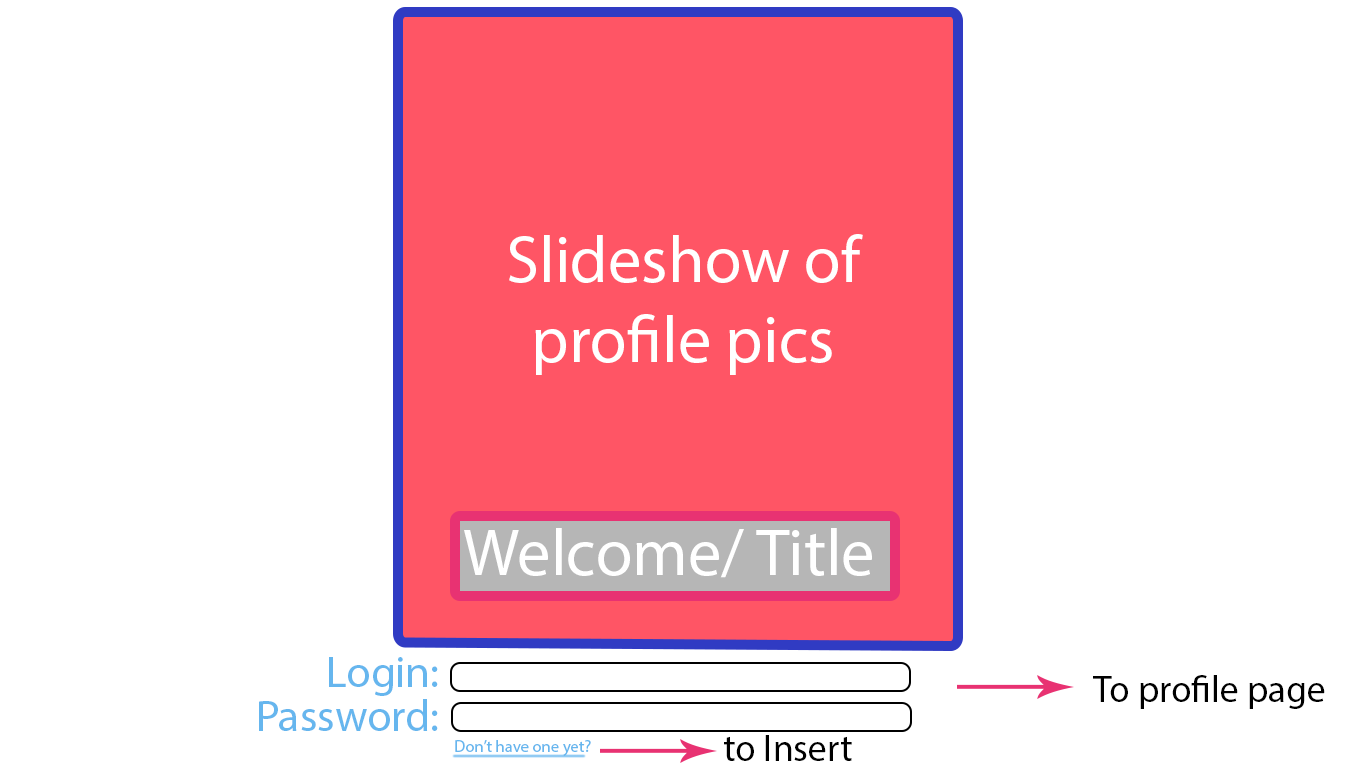 Slideshow of
profile pics
Welcome/ Title
Login:
To profile page
Password:
Don't have one yet?
to Insert